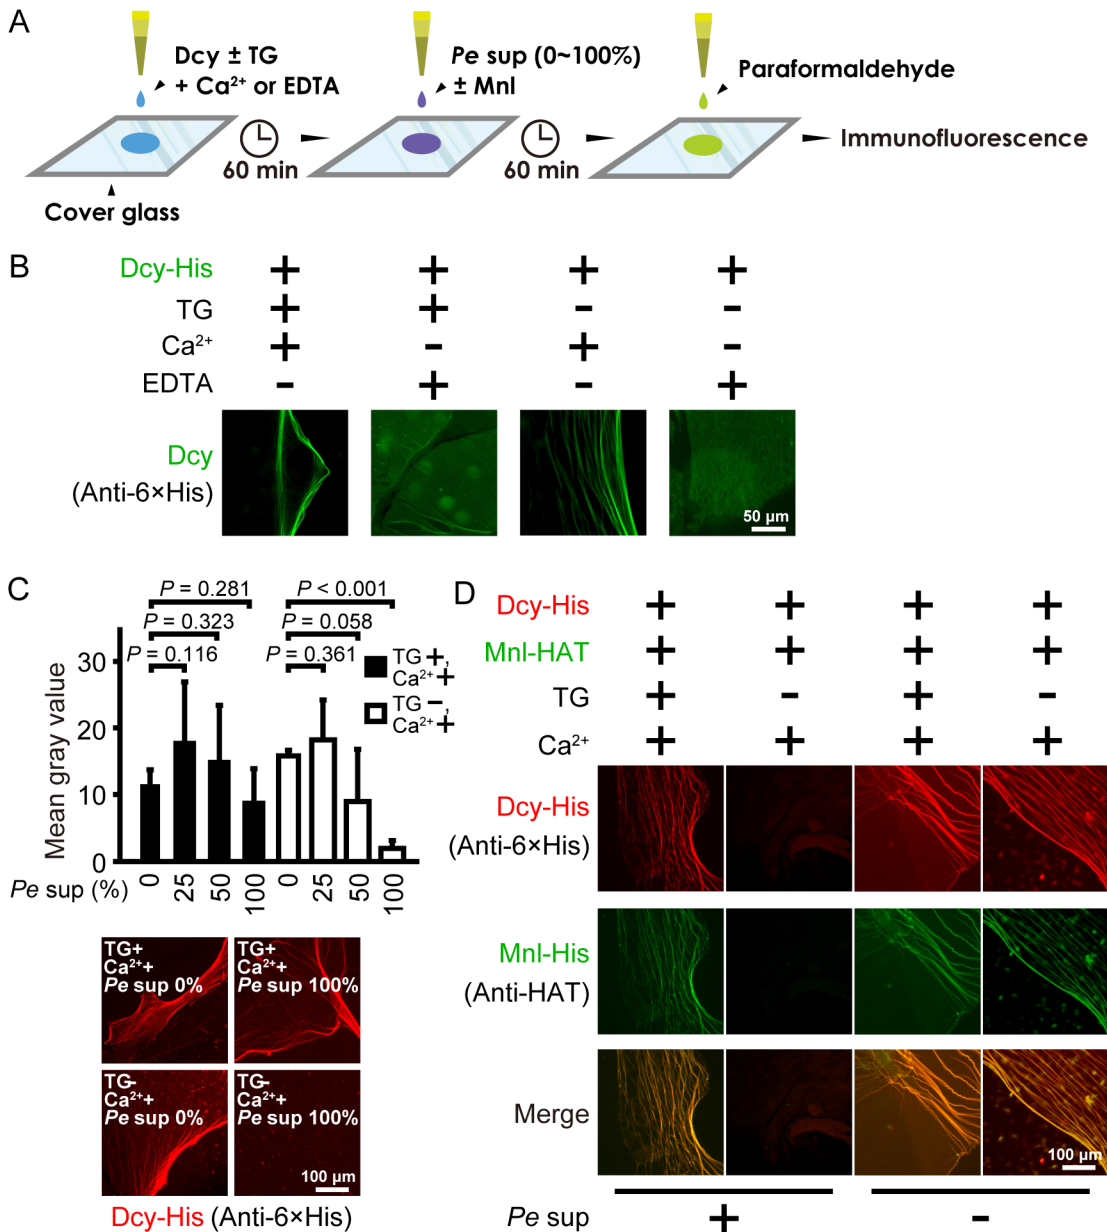 A
Dcy ± TG
+ Ca²⁺ or EDTA
Pe sup (0~100%)
± Mnl
Paraformaldehyde
60 min
60 min
Immunofluorescence
Cover glass
B
Dcy-His + + + +
TG + + - -
Ca²⁺ + - + -
EDTA - + - +
Dcy
(Anti-6×His)
50 µm
C
P = 0.281
P < 0.001
P = 0.323
P = 0.058
P = 0.116
P = 0.361
TG +,
Ca²⁺ +
TG −,
Ca²⁺ +
Mean gray value
30
20
10
0
Pe sup (%) 0 25 50 100 0 25 50 100
TG+
Ca²⁺+
Pe sup 0%
TG+
Ca²⁺+
Pe sup 100%
TG-
Ca²⁺+
Pe sup 0%
TG-
Ca²⁺+
Pe sup 100%
100 µm
Dcy-His (Anti-6×His)
D
Dcy-His + + + +
Mnl-HAT + + + +
TG + - + -
Ca²⁺ + + + +
Dcy-His
(Anti-6×His)
Mnl-His
(Anti-HAT)
Merge
100 µm
Pe sup + -